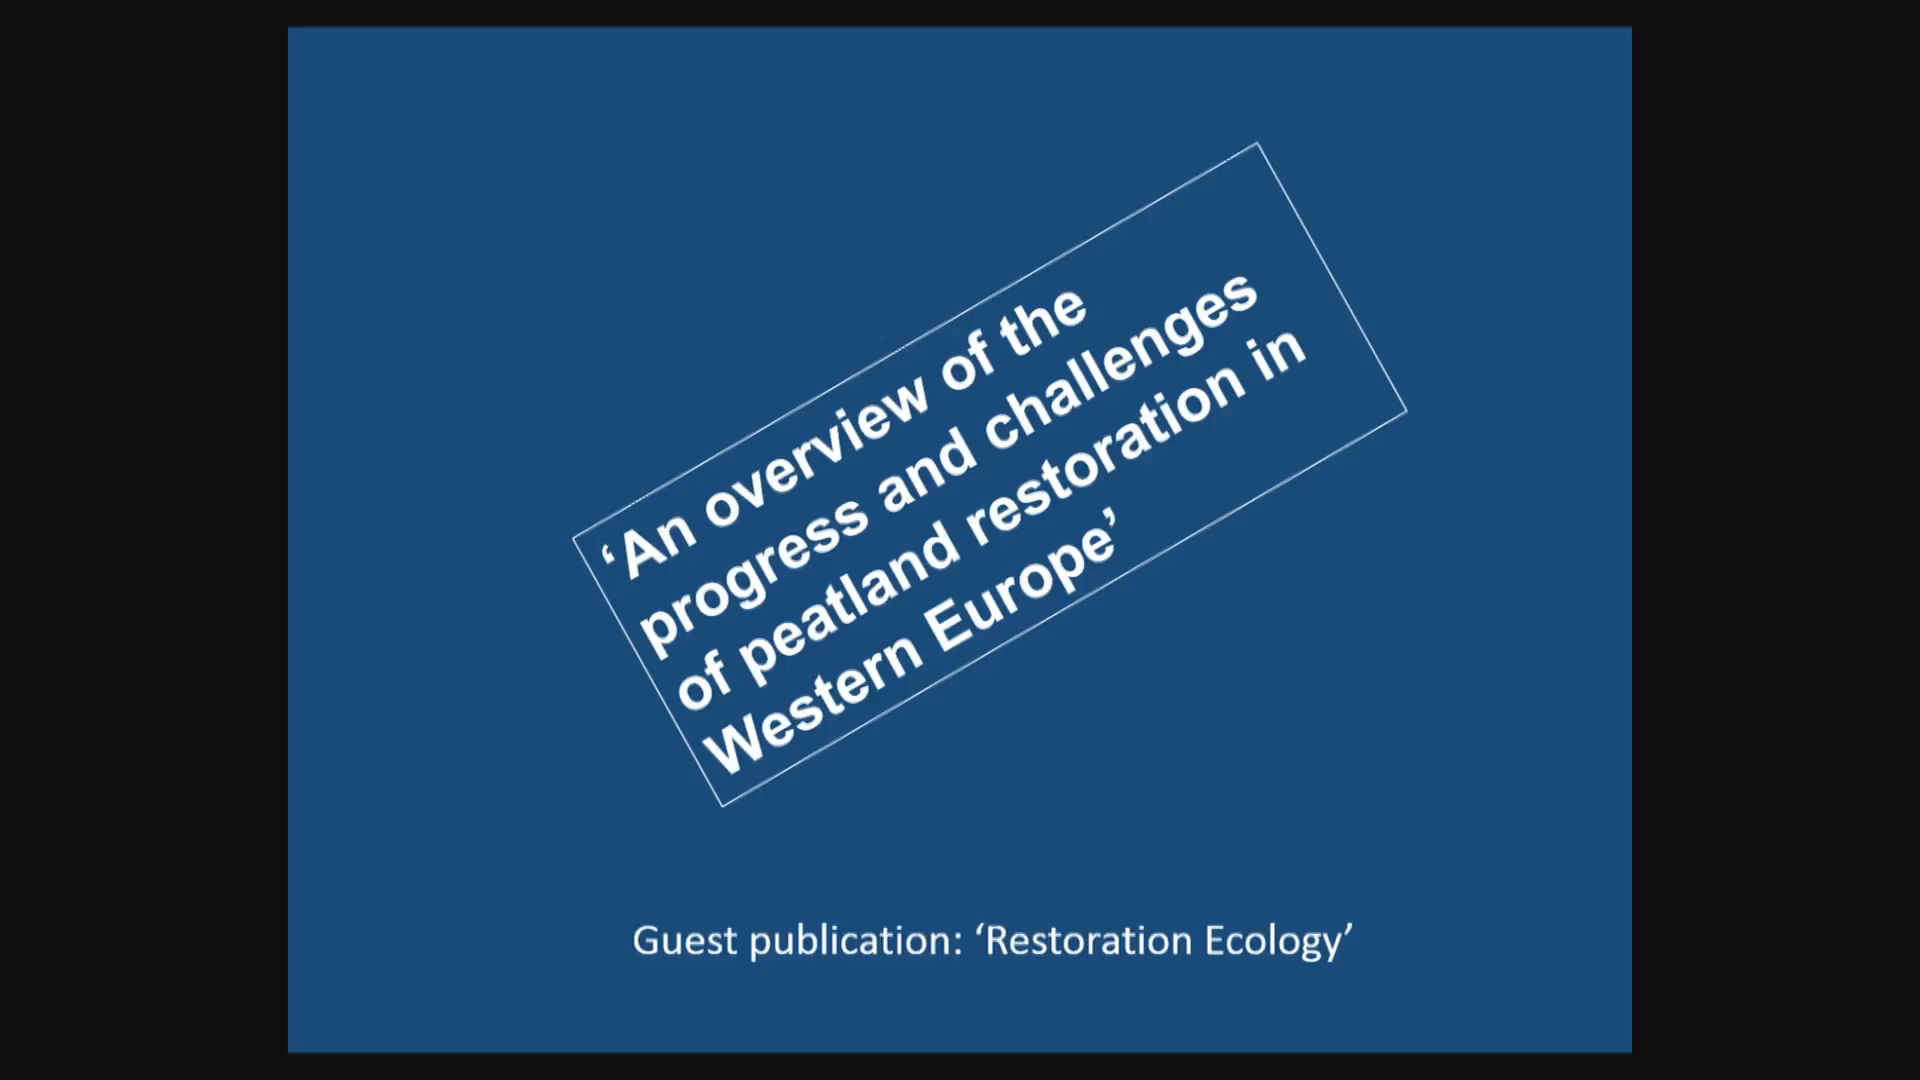 ‘An overview of the
progress and challenges
of peatland restoration in
Western Europe’
Guest publication: ‘Restoration Ecology’